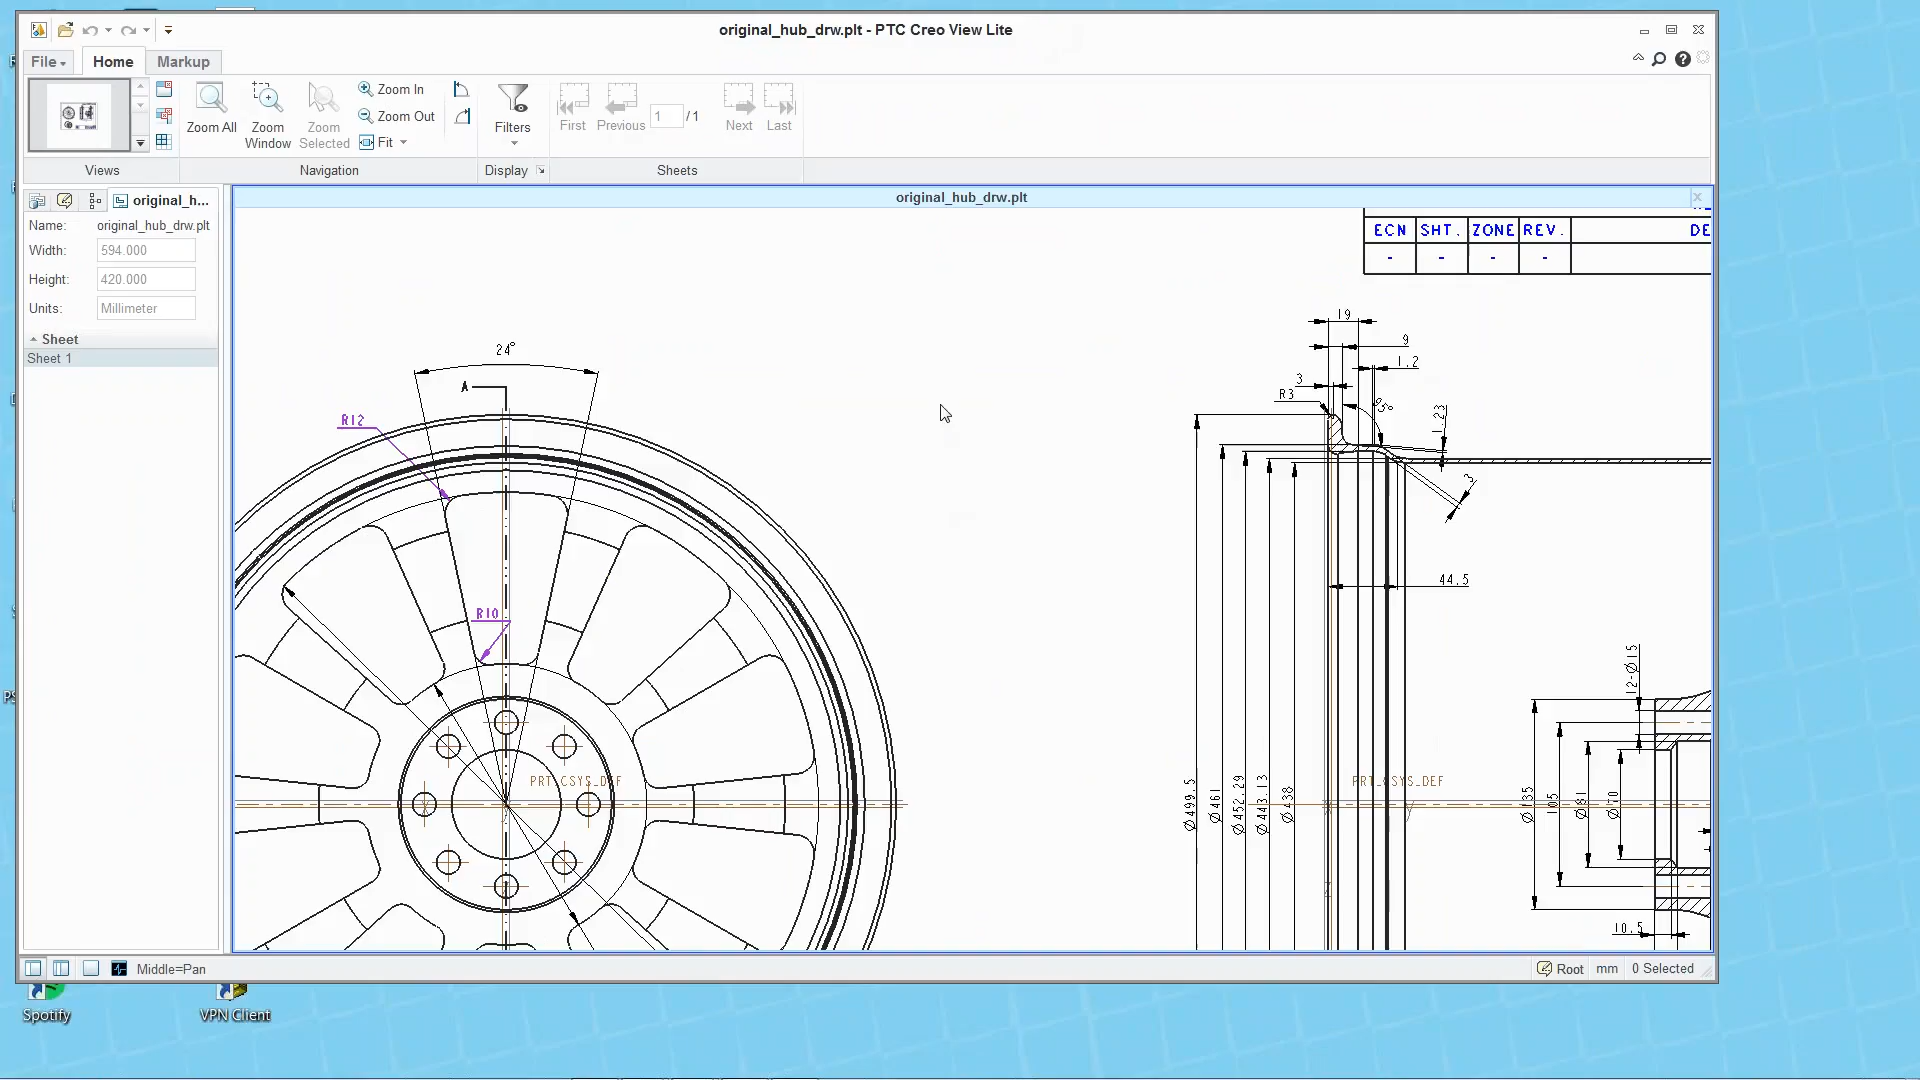 original_hub_drw.plt - PTC Creo View Lite
File
Home
Markup
Zoom All
Zoom Window
Zoom Selected
Zoom In
Zoom Out
Fit
Filters
First
Previous
1 / 1
Next
Last
Views
Navigation
Display
Sheets
original_h...
Name: original_hub_drw.plt
Width: 594.000
Height: 420.000
Units: Millimeter
Sheet
Sheet 1
original_hub_drw.plt
ECN SHT. ZONE REV. DE
- - - -
24°
A
R12
R10
PRT_CSYS_DEF
19
9
1.2
3
R3
95°
1.23
3
44.5
Ø499.5
Ø461
Ø452.29
Ø443.13
Ø438
PRT_CSYS_DEF
12-Ø15
Ø135
105
Ø81
Ø70
10.5
Middle=Pan
Root
mm
0 Selected
Spotify
VPN Client